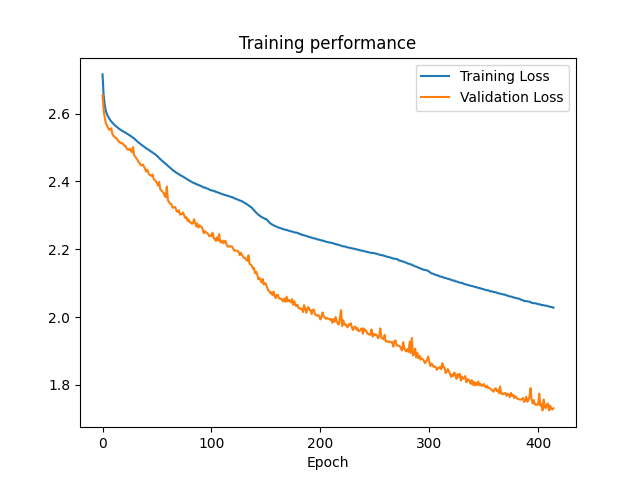 Training performance
Training Loss
Validation Loss
2.6
2.4
2.2
2.0
1.8
0 100 200 300 400
Epoch